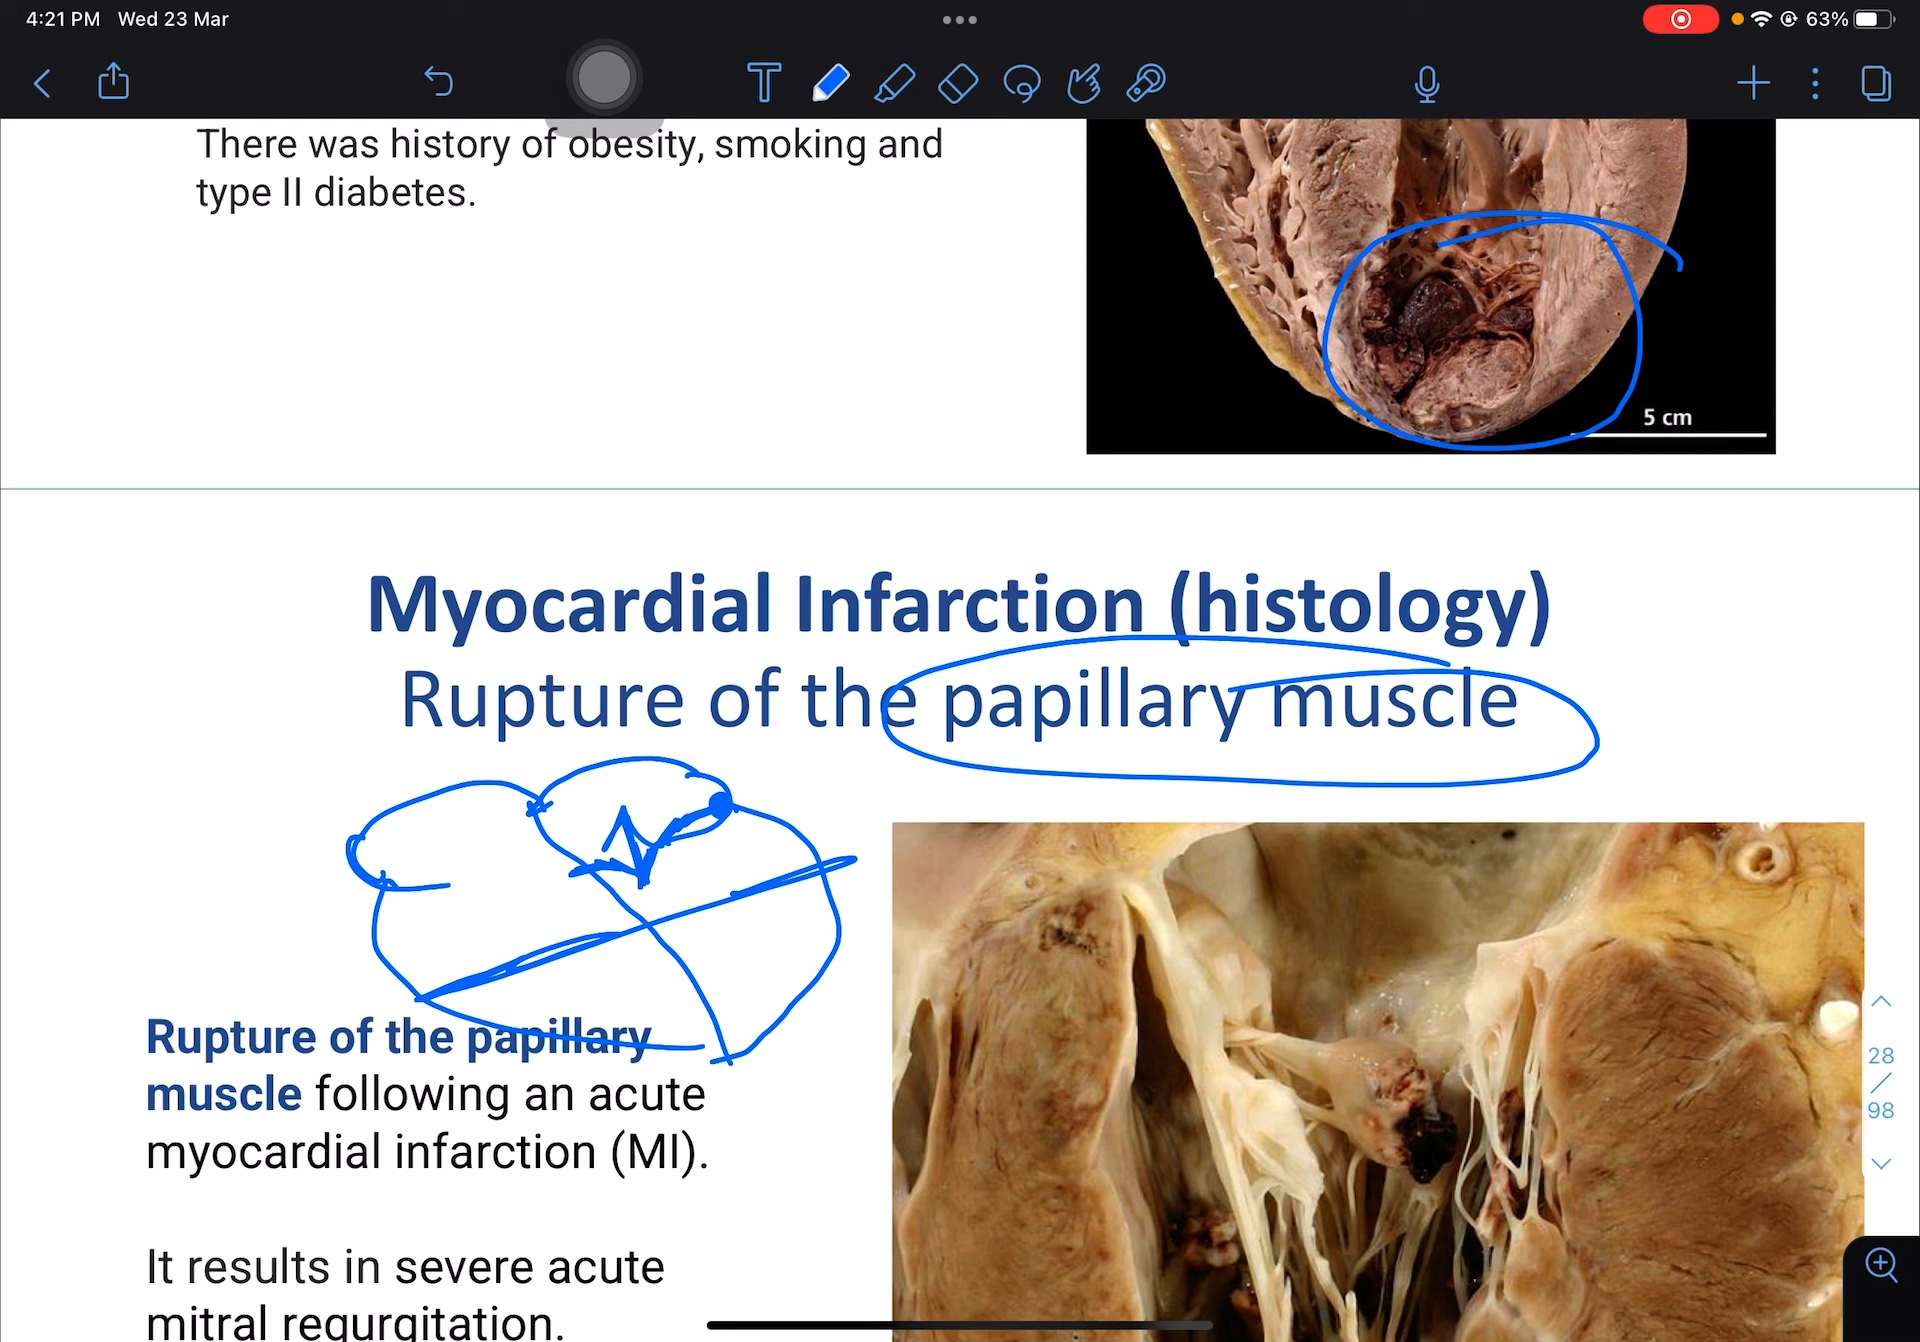 4:21 PM Wed 23 Mar
63%
There was history of obesity, smoking and
type II diabetes.
5 cm
Myocardial Infarction (histology)
Rupture of the papillary muscle
Rupture of the papillary
muscle following an acute
myocardial infarction (MI).
It results in severe acute
mitral regurgitation.
28
/
98